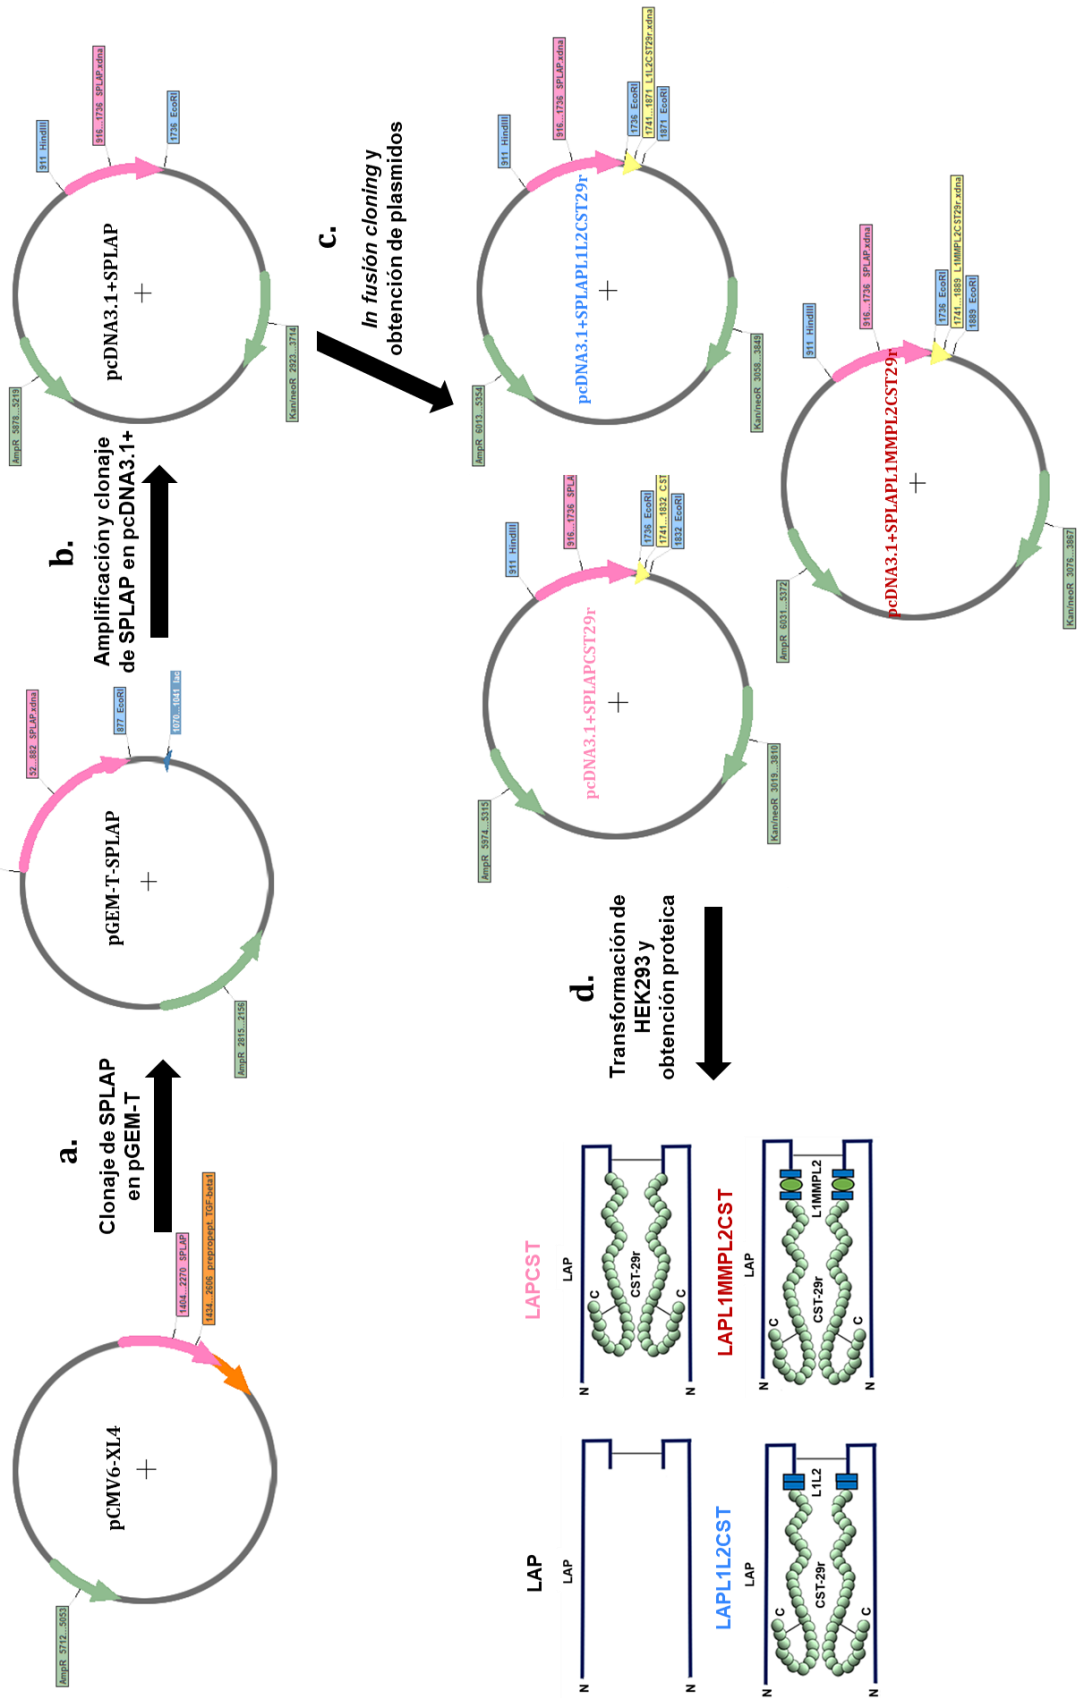 a.
Clonaje de SPLAP
en pGEM-T
b.
Amplificación y clonaje
de SPLAP en pcDNA3.1+
pCMV6-XL4
AmpR 5712...5053
1404...2270 SPLAP
1434...2606 prepropept. TGF-beta1
pGEM-T-SPLAP
52...882 SPLAP.xdna
877 EcoRI
1070...1041 lac
AmpR 2815...2156
pcDNA3.1+SPLAP
AmpR 5878...5219
911 HindIII
916...1736 SPLAP.xdna
1736 EcoRI
Kan/neoR 2923...3714
c.
In fusión cloning y
obtención de plasmidos
pcDNA3.1+SPLAPCST29r
AmpR 5974...5315
911 HindIII
916...1736 SPLA
1736 EcoRI
1741...1832 CST
1832 EcoRI
Kan/neoR 3019...3810
pcDNA3.1+SPLAPL1L2CST29r
AmpR 6013...5354
911 HindIII
916...1736 SPLAP.xdna
1736 EcoRI
1741...1871 L1L2CST29r.xdna
1871 EcoRI
Kan/neoR 3058...3849
pcDNA3.1+SPLAPL1MMPL2CST29r
AmpR 6031...5372
911 HindIII
916...1736 SPLAP.xdna
1736 EcoRI
1741...1889 L1MMPL2CST29r.xdna
1889 EcoRI
Kan/neoR 3076...3867
d.
Transformación de
HEK293 y
obtención proteica
LAP
LAP
N
N
LAPCST
LAP
N
C
CST-29r
C
N
LAPL1L2CST
LAP
N
C
CST-29r
L1L2
C
N
LAPL1MMPL2CST
LAP
N
C
CST-29r
L1MMPL2
C
N